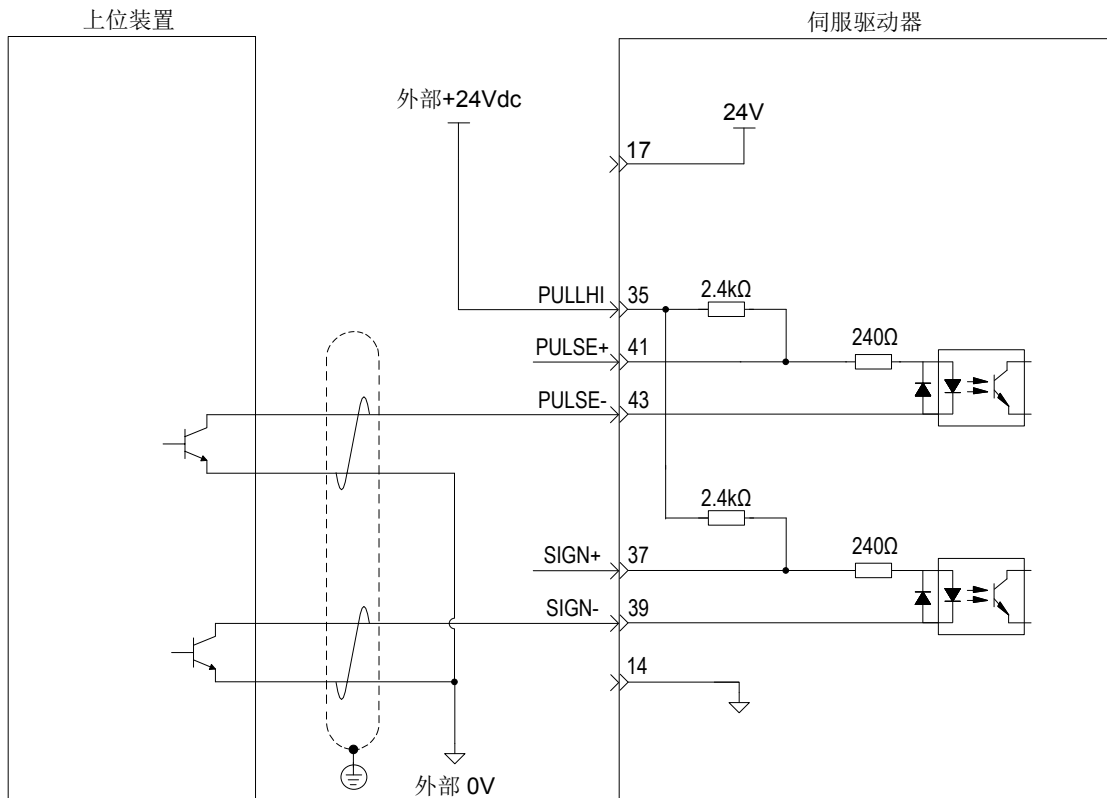 上位装置
伺服驱动器
外部+24Vdc
24V
17
PULLHI
35
2.4kΩ
PULSE+
41
240Ω
PULSE-
43
2.4kΩ
SIGN+
37
240Ω
SIGN-
39
14
外部 0V